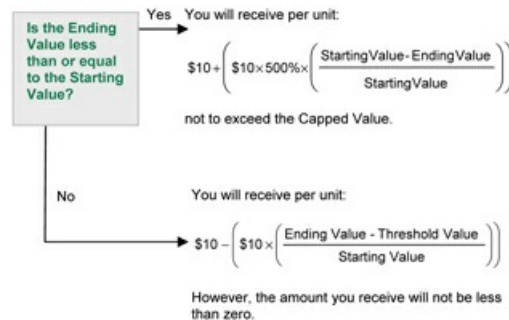 Is the Ending
Value less
than or equal
to the Starting
Value?
Yes
You will receive per unit:
$10+($10×500%×(StartingValue-EndingValue/StartingValue))
not to exceed the Capped Value.
No
You will receive per unit:
$10−($10×(Ending Value - Threshold Value/Starting Value))
However, the amount you receive will not be less
than zero.